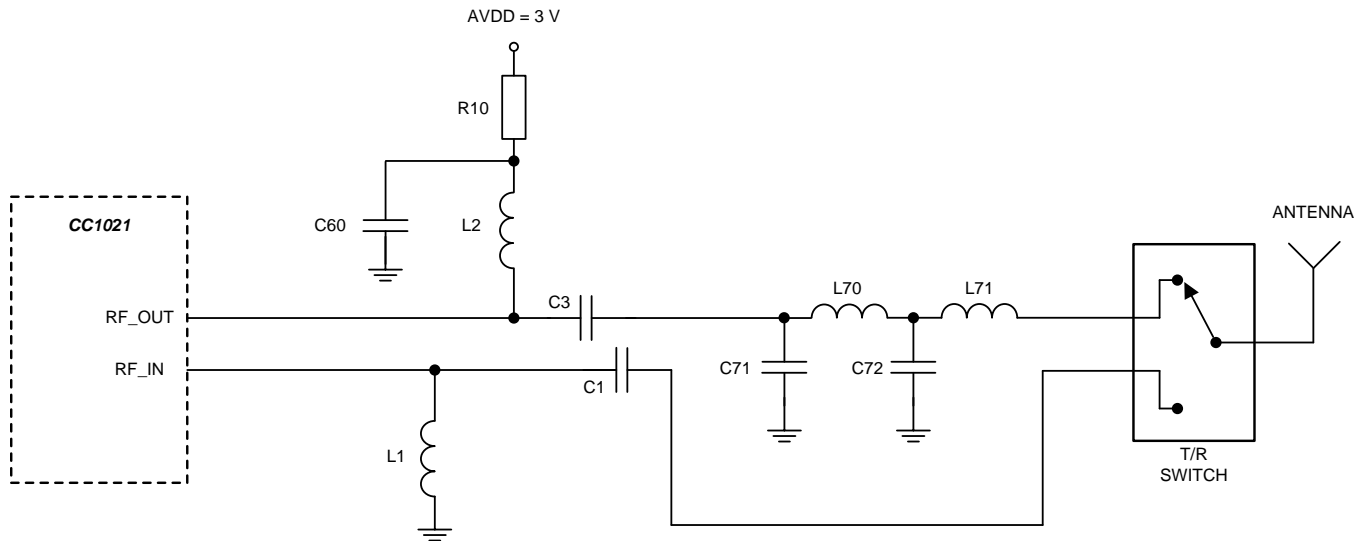 AVDD = 3 V
R10
CC1021
C60
L2
ANTENNA
RF_OUT
C3
L70
L71
RF_IN
C1
C71
C72
L1
T/R
SWITCH